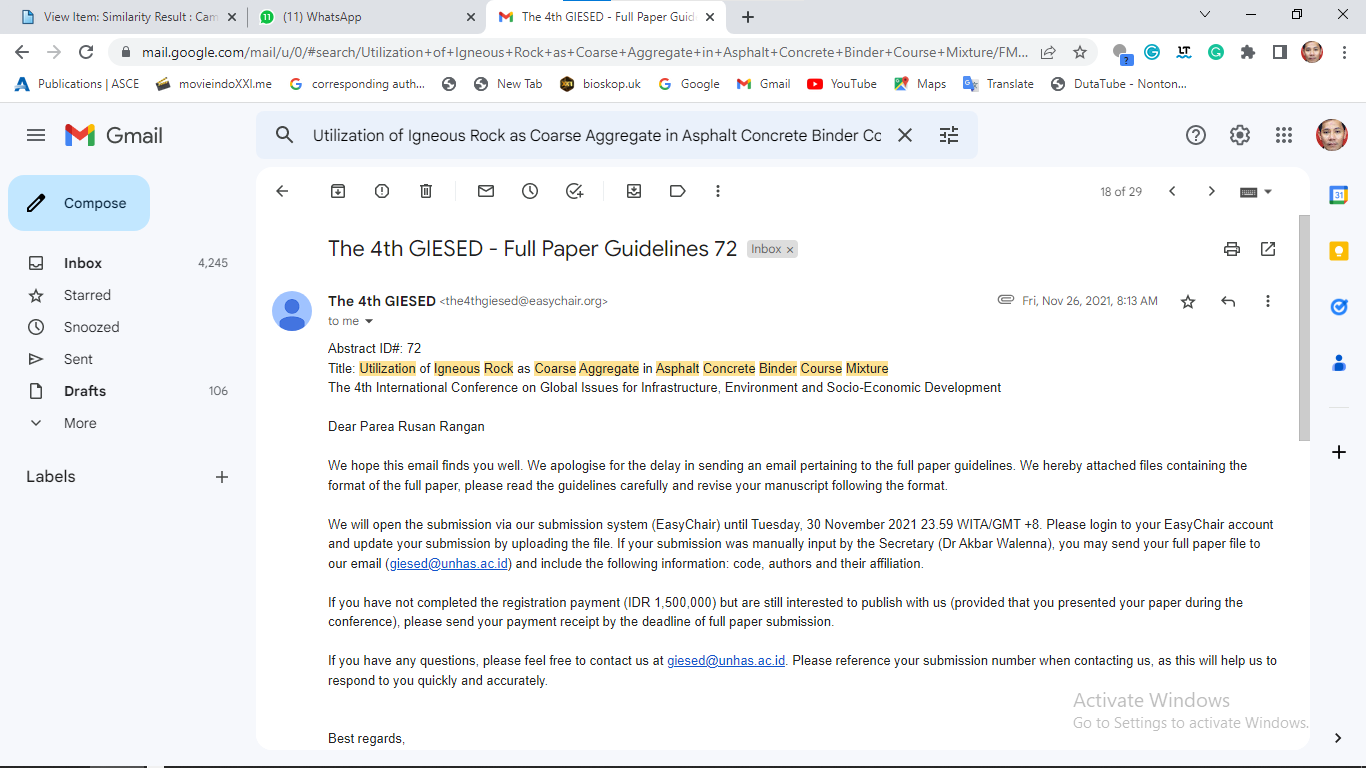 View Item: Similarity Result : Cam
(11) WhatsApp
The 4th GIESED - Full Paper Guid
mail.google.com/mail/u/0/#search/Utilization+of+Igneous+Rock+as+Coarse+Aggregate+in+Asphalt+Concrete+Binder+Course+Mixture/FM...
Publications | ASCE
movieindoXXI.me
corresponding auth...
New Tab
bioskop.uk
Google
Gmail
YouTube
Maps
Translate
DutaTube - Nonton...
Gmail
Utilization of Igneous Rock as Coarse Aggregate in Asphalt Concrete Binder Co
Compose
18 of 29
Inbox 4,245
Starred
Snoozed
Sent
Drafts 106
More
Labels
The 4th GIESED - Full Paper Guidelines 72 Inbox x
The 4th GIESED <the4thgiesed@easychair.org> Fri, Nov 26, 2021, 8:13 AM
to me
Abstract ID#: 72
Title: Utilization of Igneous Rock as Coarse Aggregate in Asphalt Concrete Binder Course Mixture
The 4th International Conference on Global Issues for Infrastructure, Environment and Socio-Economic Development
Dear Parea Rusan Rangan
We hope this email finds you well. We apologise for the delay in sending an email pertaining to the full paper guidelines. We hereby attached files containing the
format of the full paper, please read the guidelines carefully and revise your manuscript following the format.
We will open the submission via our submission system (EasyChair) until Tuesday, 30 November 2021 23.59 WITA/GMT +8. Please login to your EasyChair account
and update your submission by uploading the file. If your submission was manually input by the Secretary (Dr Akbar Walenna), you may send your full paper file to
our email (giesed@unhas.ac.id) and include the following information: code, authors and their affiliation.
If you have not completed the registration payment (IDR 1,500,000) but are still interested to publish with us (provided that you presented your paper during the
conference), please send your payment receipt by the deadline of full paper submission.
If you have any questions, please feel free to contact us at giesed@unhas.ac.id. Please reference your submission number when contacting us, as this will help us to
respond to you quickly and accurately.
Best regards,
Activate Windows
Go to Settings to activate Windows.